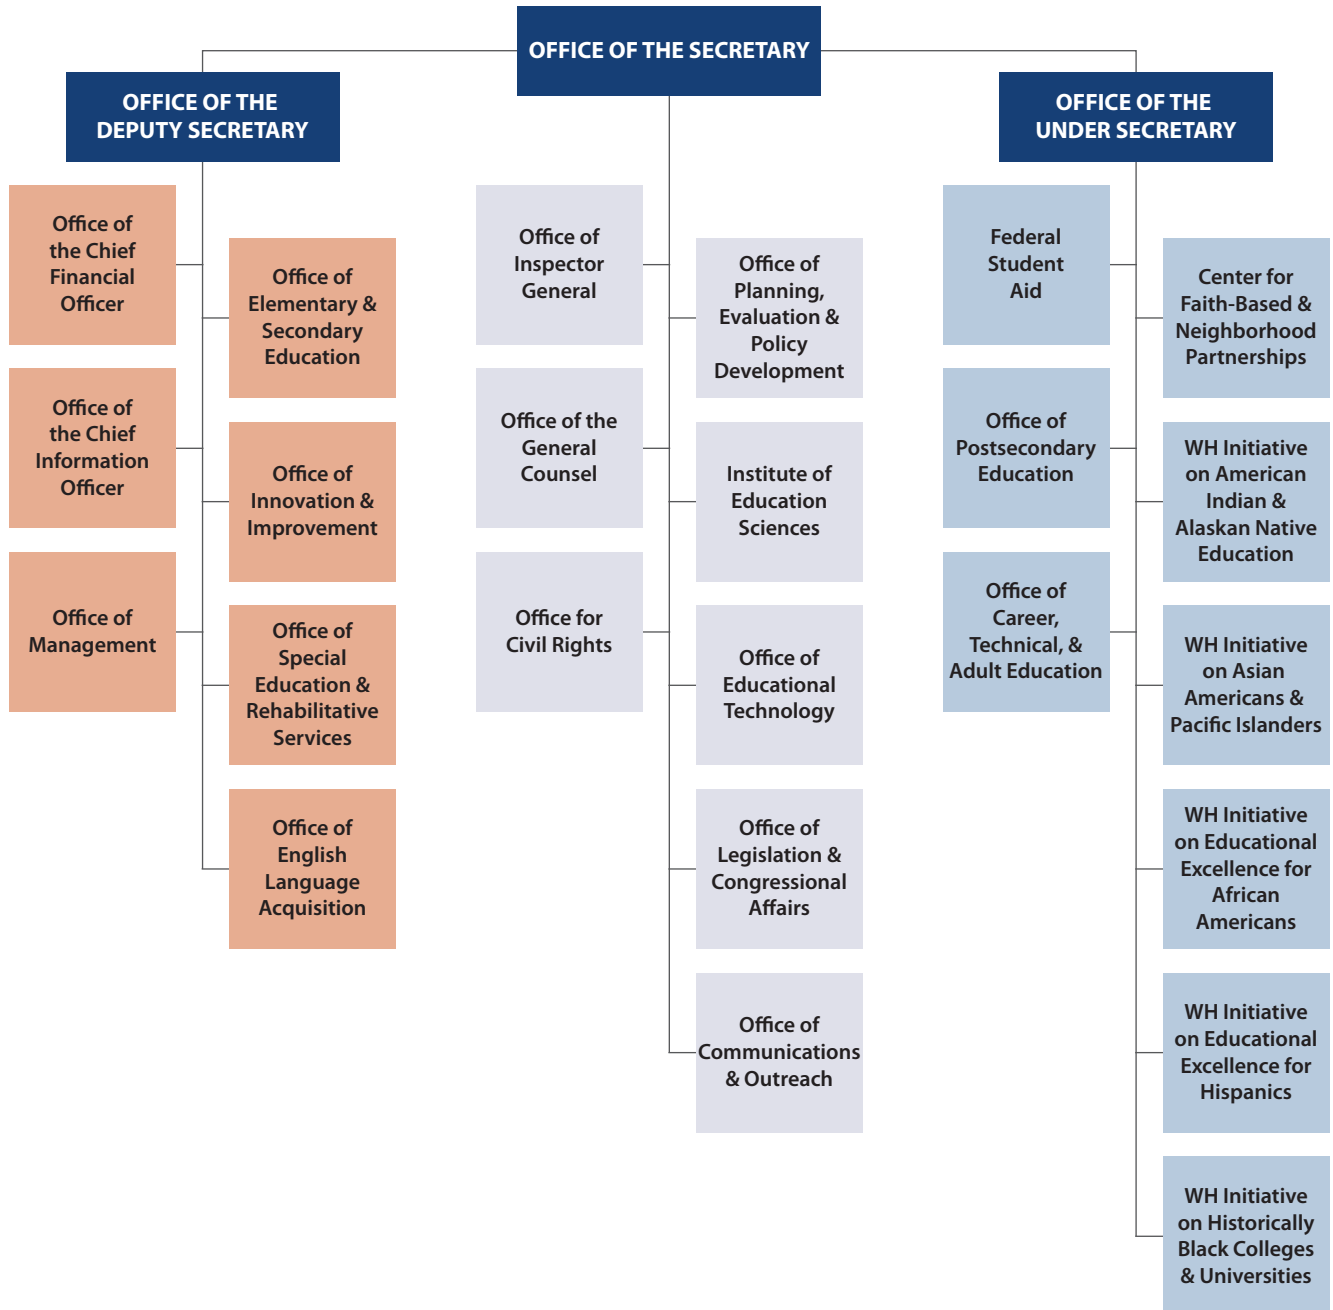 OFFICE OF THE SECRETARY
OFFICE OF THE
DEPUTY SECRETARY
Office of
the Chief
Financial
Officer
Office of
the Chief
Information
Officer
Office of
Management
Office of
Elementary &
Secondary
Education
Office of
Innovation &
Improvement
Office of
Special
Education &
Rehabilitative
Services
Office of
English
Language
Acquisition
Office of
Inspector
General
Office of the
General
Counsel
Office for
Civil Rights
Office of
Planning,
Evaluation &
Policy
Development
Institute of
Education
Sciences
Office of
Educational
Technology
Office of
Legislation &
Congressional
Affairs
Office of
Communications
& Outreach
OFFICE OF THE
UNDER SECRETARY
Federal
Student
Aid
Office of
Postsecondary
Education
Office of
Career,
Technical, &
Adult Education
Center for
Faith-Based &
Neighborhood
Partnerships
WH Initiative
on American
Indian &
Alaskan Native
Education
WH Initiative
on Asian
Americans &
Pacific Islanders
WH Initiative
on Educational
Excellence for
African
Americans
WH Initiative
on Educational
Excellence for
Hispanics
WH Initiative
on Historically
Black Colleges
& Universities